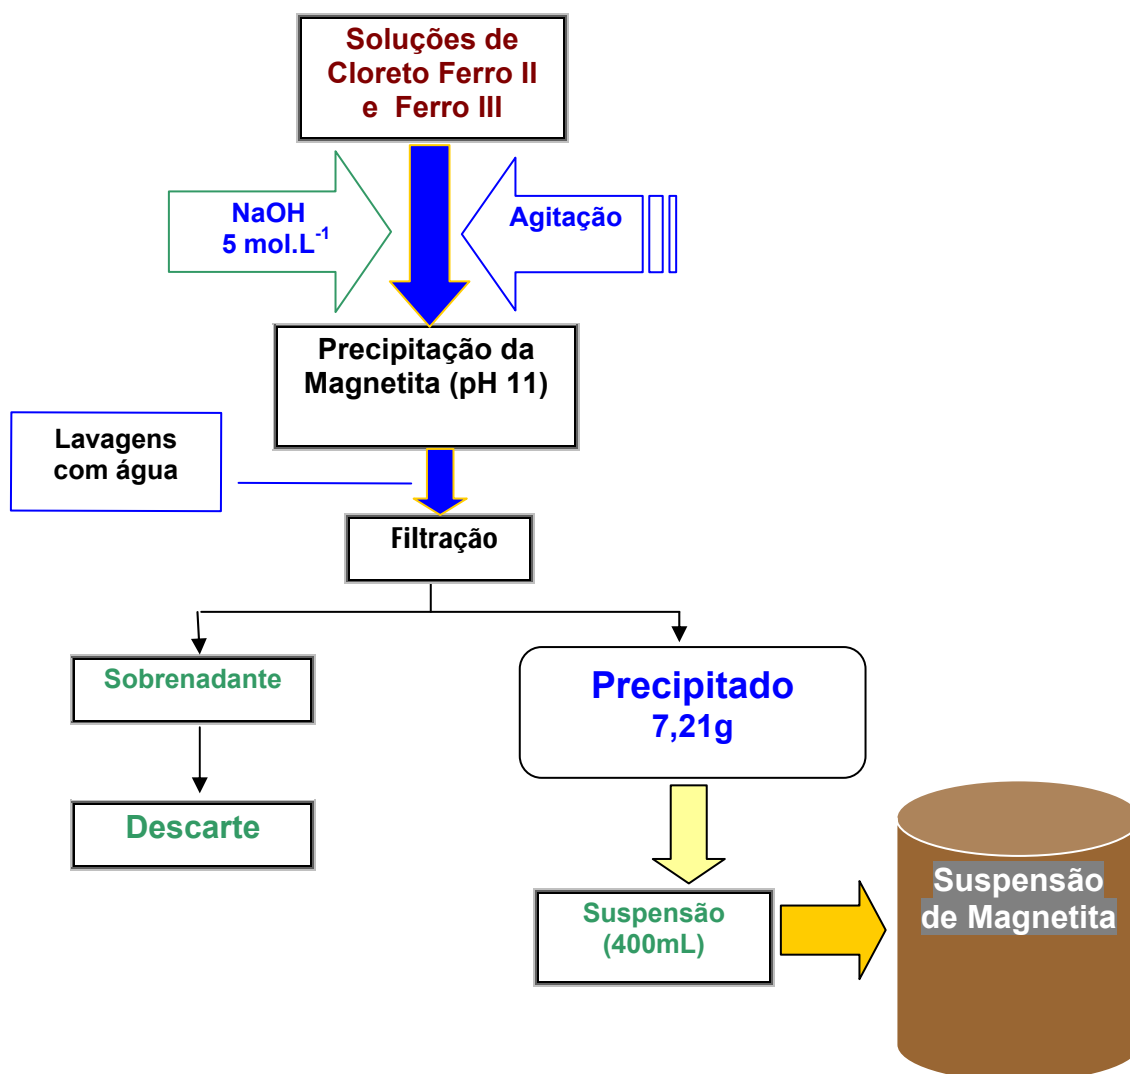 Soluções de
Cloreto Ferro II
e Ferro III
NaOH
5 mol.L⁻¹
Agitação
Precipitação da
Magnetita (pH 11)
Lavagens
com água
Filtração
Sobrenadante
Precipitado
7,21g
Descarte
Suspensão
(400mL)
Suspensão
de Magnetita